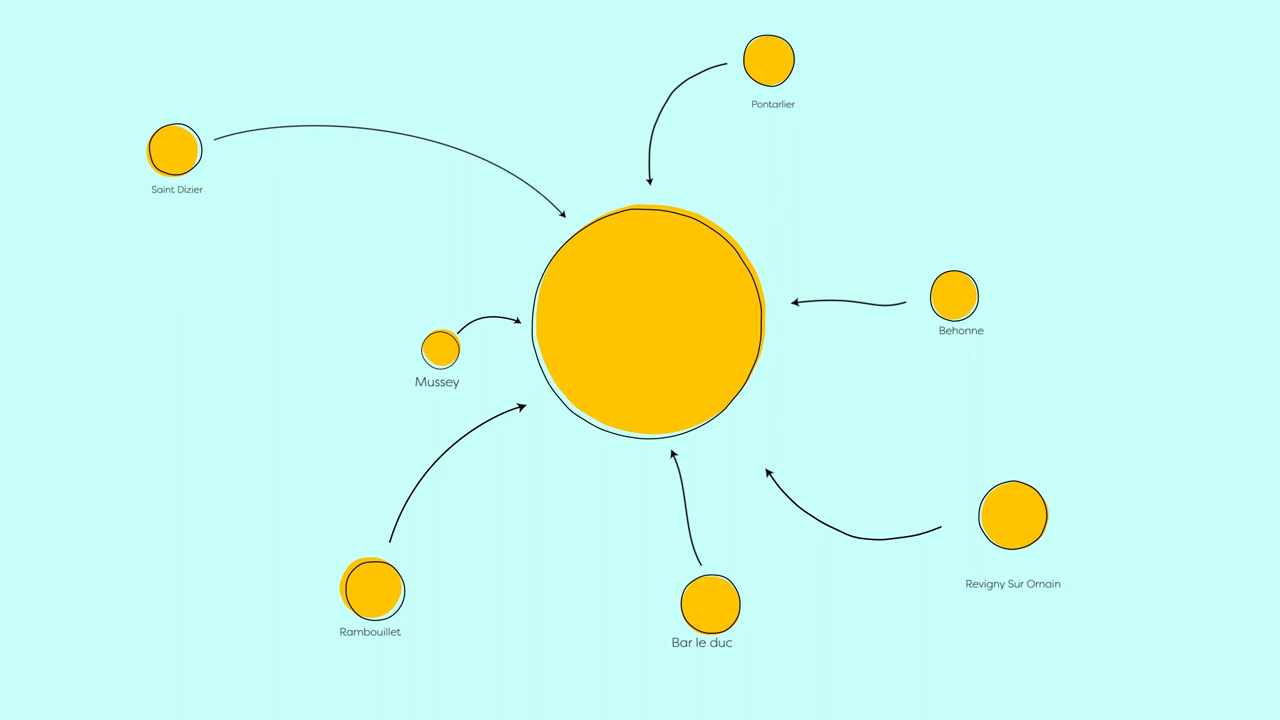 Pontarlier
Saint Dizier
Behonne
Mussey
Revigny Sur Ornain
Rambouillet
Bar le duc